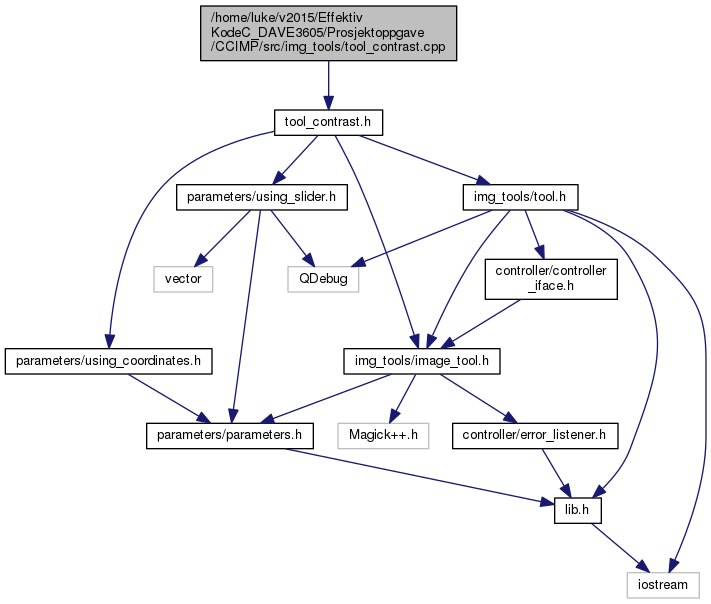 /home/luke/v2015/Effektiv
KodeC_DAVE3605/Prosjektoppgave
/CCIMP/src/img_tools/tool_contrast.cpp
tool_contrast.h
parameters/using_slider.h
img_tools/tool.h
vector
QDebug
controller/controller
_iface.h
parameters/using_coordinates.h
img_tools/image_tool.h
parameters/parameters.h
Magick++.h
controller/error_listener.h
lib.h
iostream